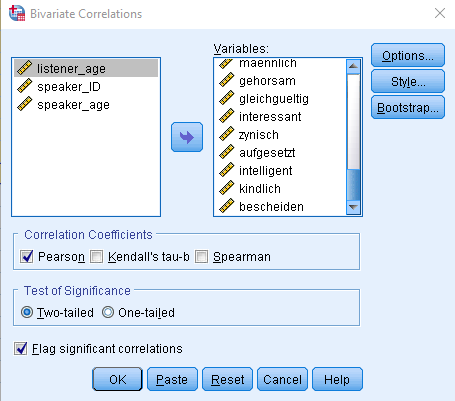 Bivariate Correlations
Variables:
listener_age
speaker_ID
speaker_age
maennlich
gehorsam
gleichgueltig
interessant
zynisch
aufgesetzt
intelligent
kindlich
bescheiden
Options...
Style...
Bootstrap...
Correlation Coefficients
Pearson Kendall's tau-b Spearman
Test of Significance
Two-tailed One-tailed
Flag significant correlations
OK Paste Reset Cancel Help